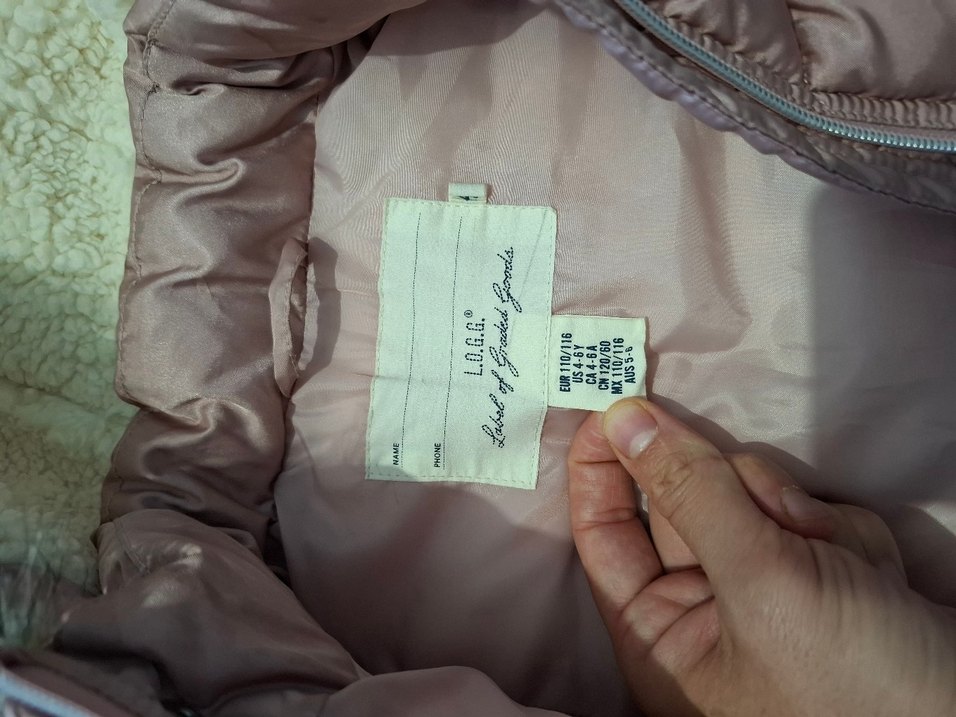 NAME
PHONE
L.O.G.G.®
Label of Graded Goods.
EUR 110/116
US 4-6 Y
CA 4-6 A
CN 120/60
MX 110/116
AUS 5-6